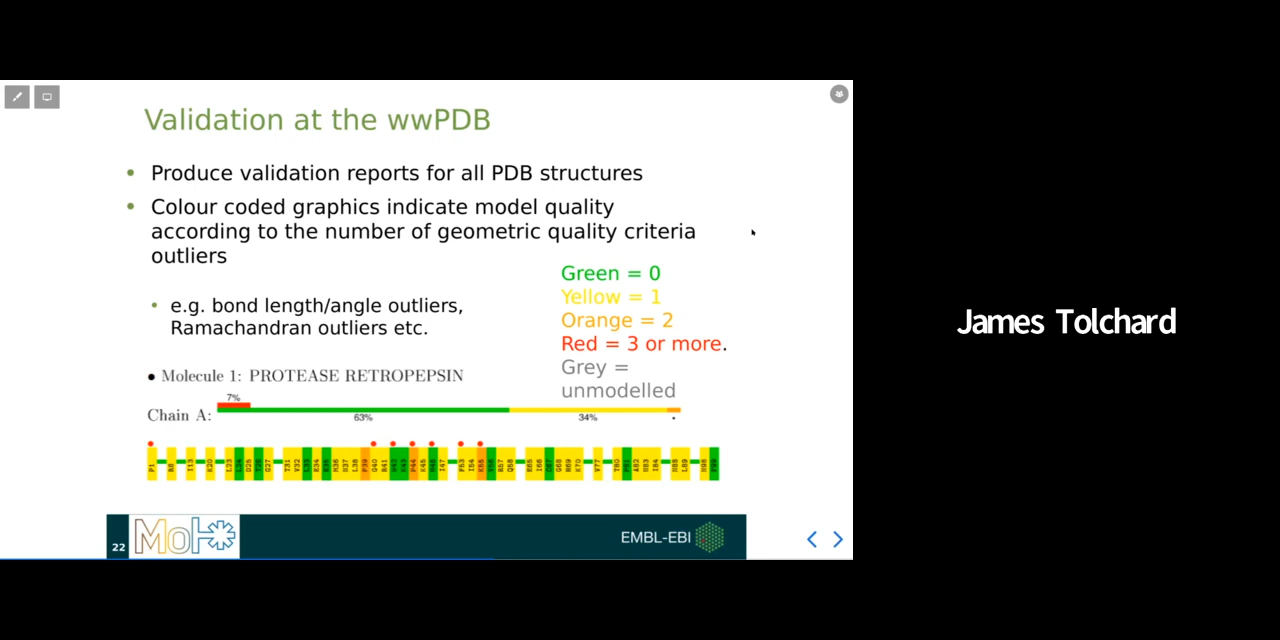 Validation at the wwPDB
• Produce validation reports for all PDB structures
• Colour coded graphics indicate model quality
according to the number of geometric quality criteria
outliers
• e.g. bond length/angle outliers,
Ramachandran outliers etc.
Green = 0
Yellow = 1
Orange = 2
Red = 3 or more.
Grey =
unmodelled
• Molecule 1: PROTEASE RETROPEPSIN
7%
Chain A:
63%
34%
22
Mol*
EMBL-EBI
James Tolchard